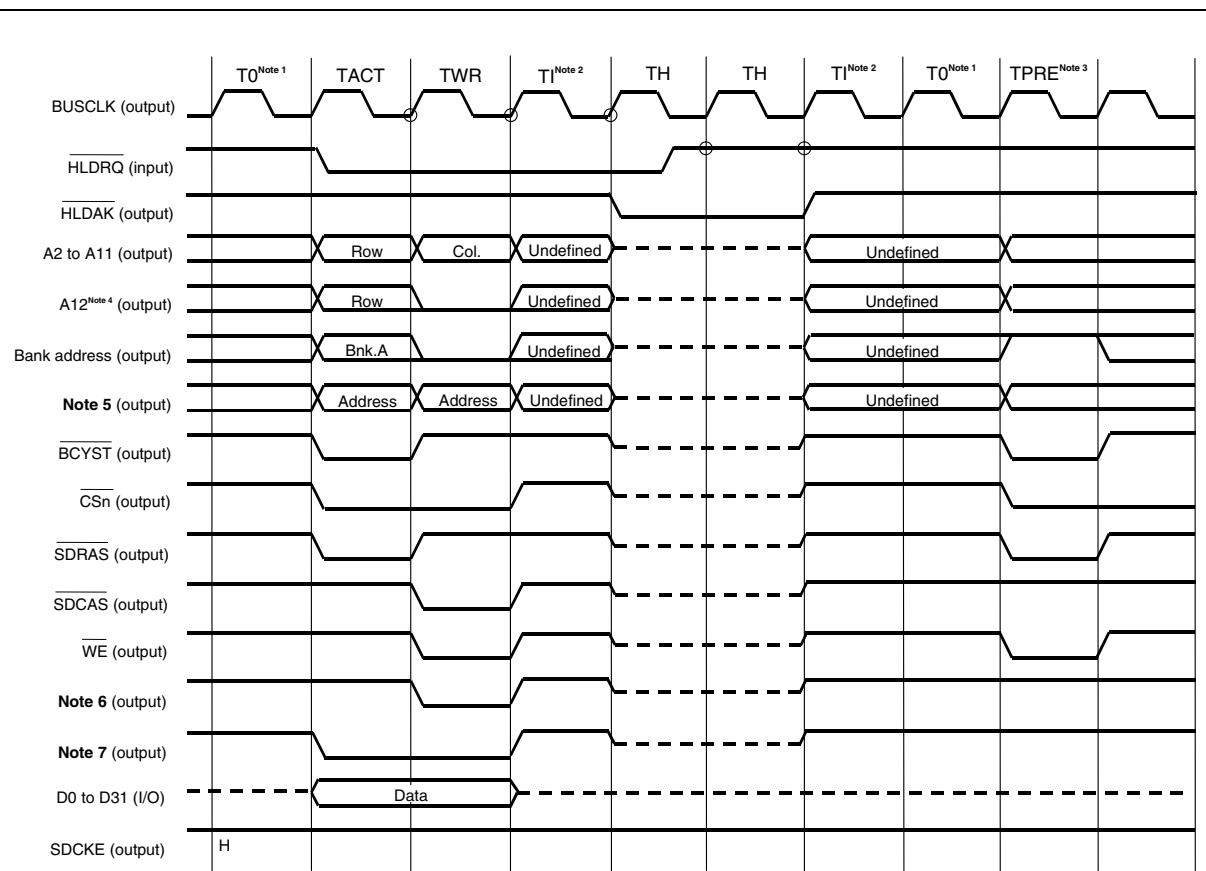 T0Note 1 TACT TWR TINote 2 TH TH TINote 2 T0Note 1 TPRENote 3
BUSCLK (output)
HLDRQ (input)
HLDAK (output)
A2 to A11 (output) Row Col. Undefined Undefined
A12Note 4 (output) Row Undefined Undefined
Bank address (output) Bnk.A Undefined Undefined
Note 5 (output) Address Address Undefined Undefined
BCYST (output)
CSn (output)
SDRAS (output)
SDCAS (output)
WE (output)
Note 6 (output)
Note 7 (output)
D0 to D31 (I/O) Data
SDCKE (output) H